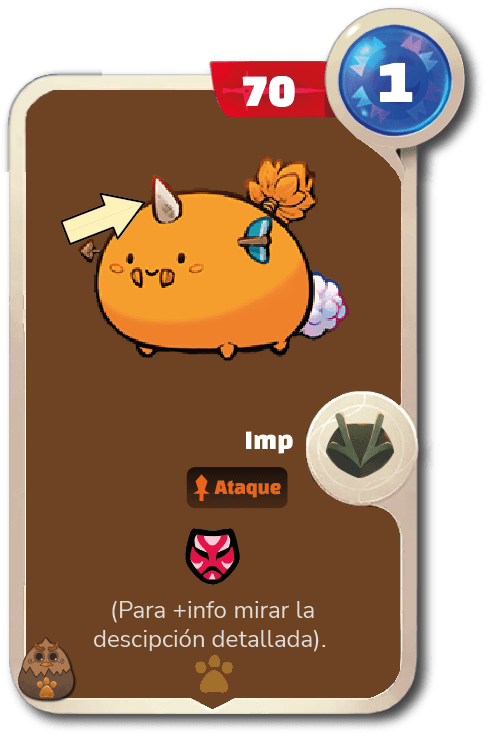 70
1
Imp
Ataque
(Para +info mirar la
descipción detallada).